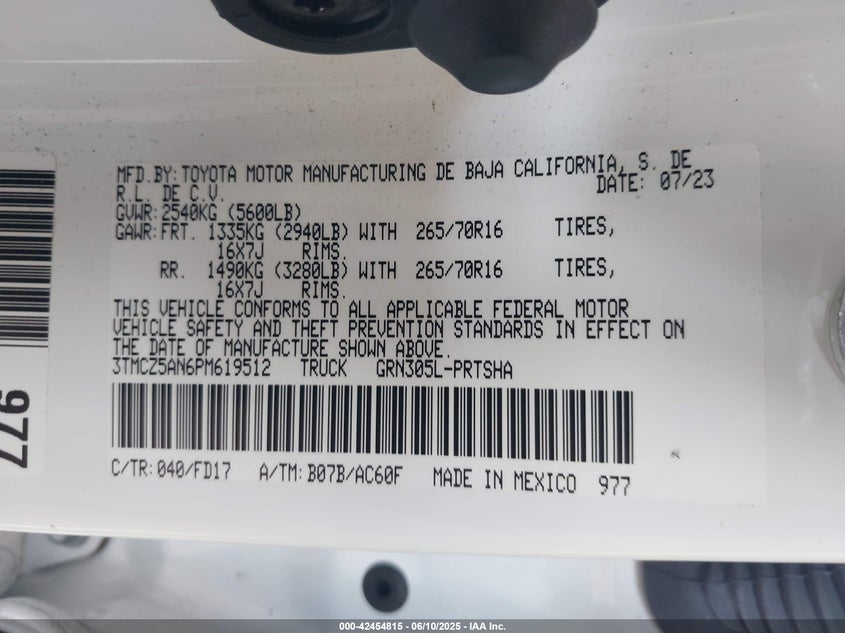 MFD.BY:TOYOTA MOTOR MANUFACTURING DE BAJA CALIFORNIA, S. DE
R.L. DE C.V. DATE: 07/23
GVWR:2540KG (5600LB)
GAWR:FRT. 1335KG (2940LB) WITH 265/70R16 TIRES,
16X7J RIMS.
RR. 1490KG (3280LB) WITH 265/70R16 TIRES,
16X7J RIMS.
THIS VEHICLE CONFORMS TO ALL APPLICABLE FEDERAL MOTOR
VEHICLE SAFETY AND THEFT PREVENTION STANDARDS IN EFFECT ON
THE DATE OF MANUFACTURE SHOWN ABOVE.
3TMCZ5AN6PM619512 TRUCK GRN305L-PRTSHA
C/TR:040/FD17 A/TM:B07B/AC60F MADE IN MEXICO 977
977
000-42454815 - 06/10/2025 - IAA Inc.